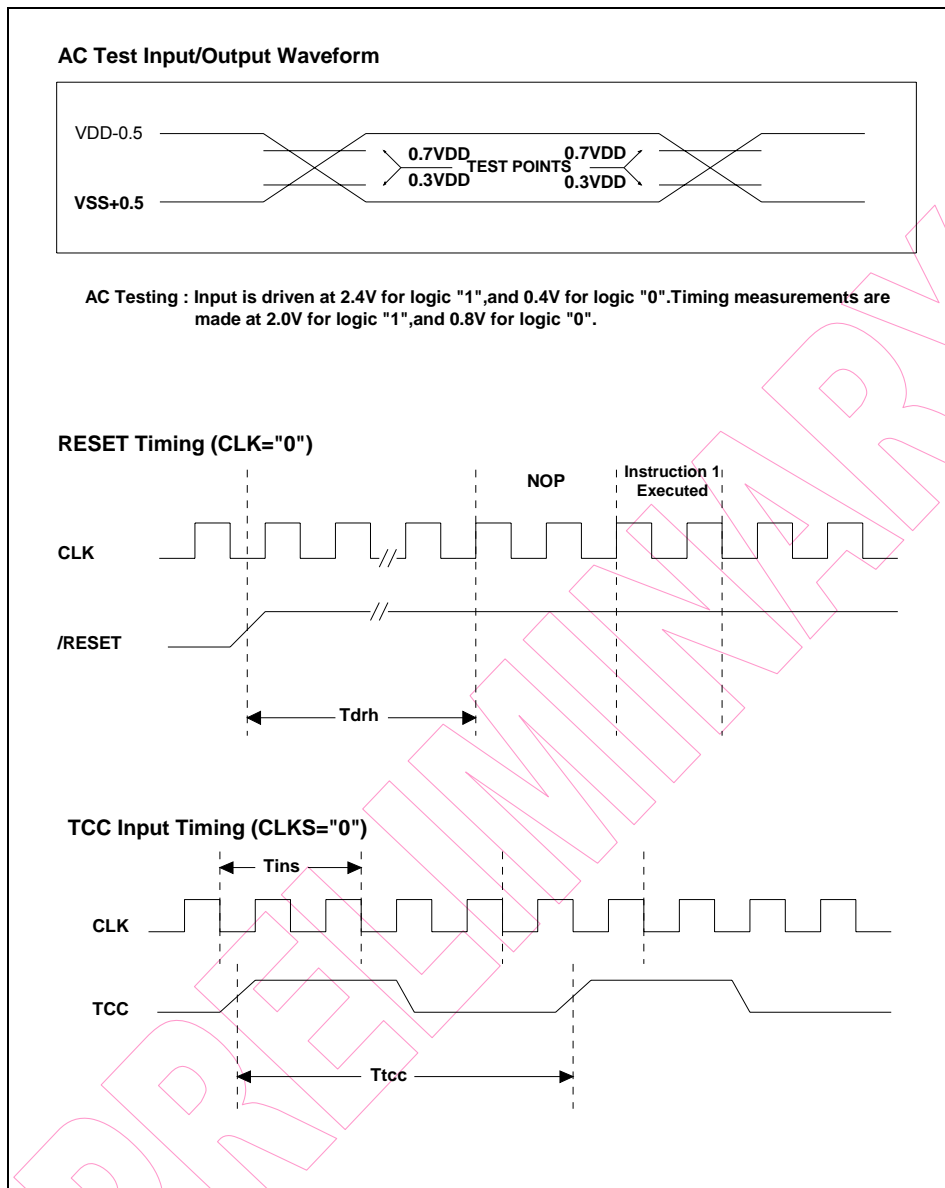 AC Test Input/Output Waveform
VDD-0.5
0.7VDD
0.7VDD
TEST POINTS
0.3VDD
0.3VDD
VSS+0.5
AC Testing : Input is driven at 2.4V for logic "1",and 0.4V for logic "0".Timing measurements are
made at 2.0V for logic "1",and 0.8V for logic "0".
RESET Timing (CLK="0")
NOP
Instruction 1
Executed
CLK
/RESET
Tdrh
TCC Input Timing (CLKS="0")
Tins
CLK
TCC
Ttcc
PRELIMINARY